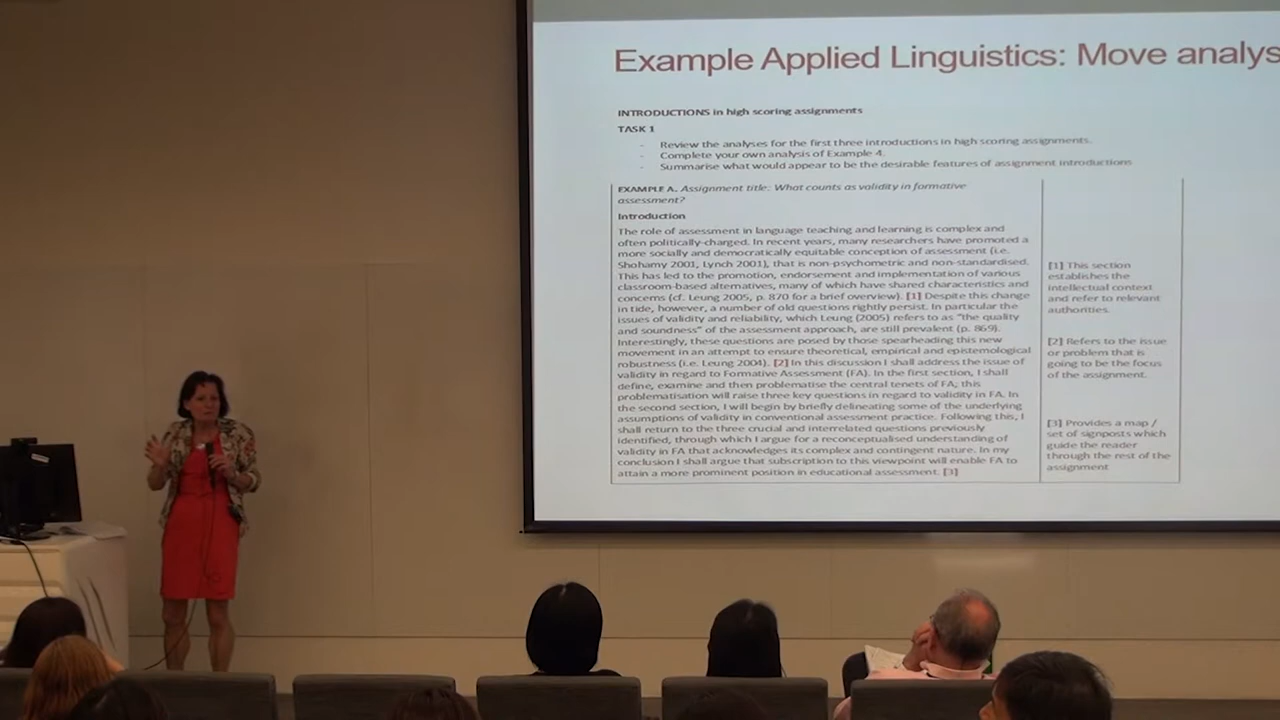 Example Applied Linguistics: Move analys
INTRODUCTIONS in high scoring assignments
TASK 1
- Review the analyses for the first three introductions in high scoring assignments.
- Complete your own analysis of Example 4.
- Summarise what would appear to be the desirable features of assignment introductions
EXAMPLE A. Assignment title: What counts as validity in formative
assessment?
Introduction
The role of assessment in language teaching and learning is complex and
often politically-charged. In recent years, many researchers have promoted a
more socially and democratically equitable conception of assessment (i.e.
Shohamy 2001, Lynch 2001), that is non-psychometric and non-standardised.
This has led to the promotion, endorsement and implementation of various
classroom-based alternatives, many of which have shared characteristics and
concerns (cf. Leung 2005, p. 870 for a brief overview). [1] Despite this change
in tide, however, a number of old questions rightly persist. In particular the
issues of validity and reliability, which Leung (2005) refers to as "the quality
and soundness" of the assessment approach, are still prevalent (p. 869).
Interestingly, these questions are posed by those spearheading this new
movement in an attempt to ensure theoretical, empirical and epistemological
robustness (i.e. Leung 2004). [2] In this discussion I shall address the issue of
validity in regard to Formative Assessment (FA). In the first section, I shall
define, examine and then problematise the central tenets of FA; this
problematisation will raise three key questions in regard to validity in FA. In
the second section, I will begin by briefly delineating some of the underlying
assumptions of validity in conventional assessment practice. Following this, I
shall return to the three crucial and interrelated questions previously
identified, through which I argue for a reconceptualised understanding of
validity in FA that acknowledges its complex and contingent nature. In my
conclusion I shall argue that subscription to this viewpoint will enable FA to
attain a more prominent position in educational assessment. [3]
[1] This section
establishes the
intellectual context
and refer to relevant
authorities.
[2] Refers to the issue
or problem that is
going to be the focus
of the assignment.
[3] Provides a map /
set of signposts which
guide the reader
through the rest of the
assignment